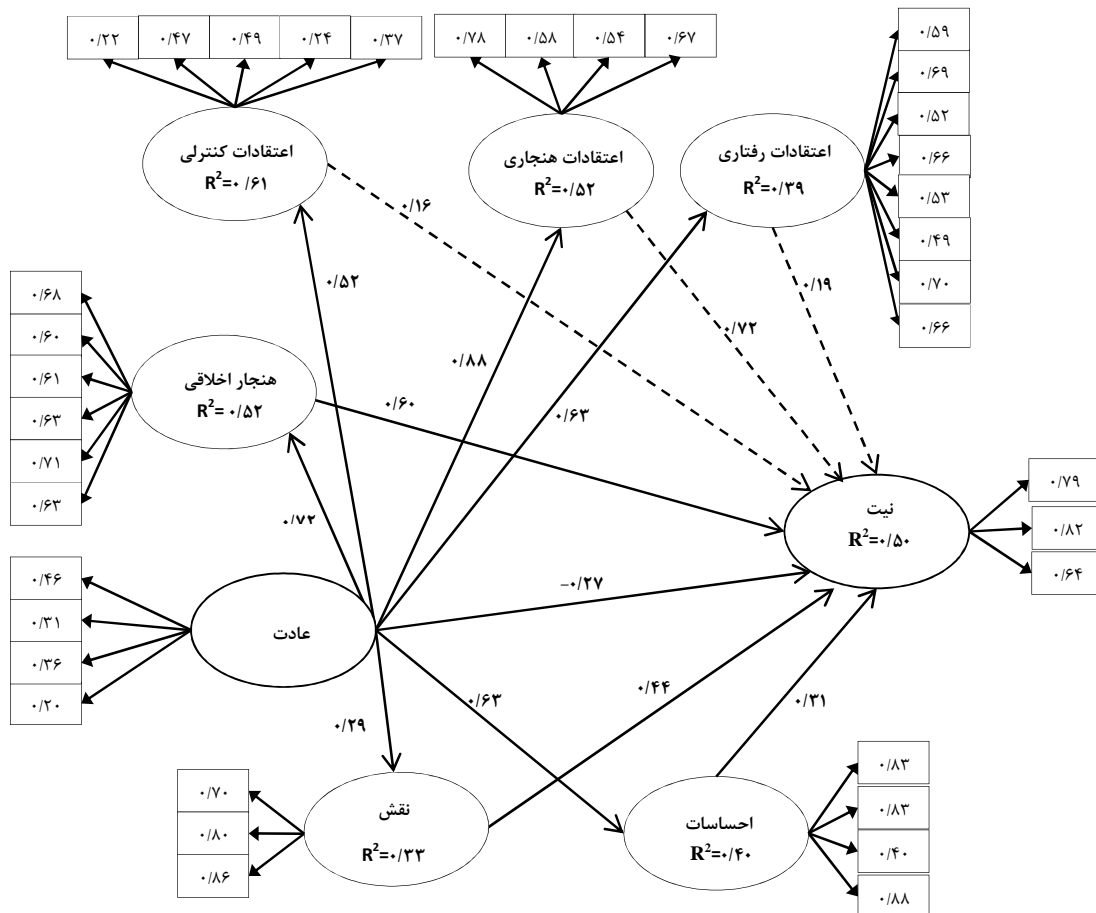 ۰/۲۲ ۰/۴۷ ۰/۴۹ ۰/۲۴ ۰/۳۷
۰/۷۸ ۰/۵۸ ۰/۵۴ ۰/۶۷
۰/۵۹
۰/۶۹
۰/۵۲
۰/۶۶
۰/۵۳
۰/۴۹
۰/۷۰
۰/۶۶
اعتقادات کنترلی
R²=۰/۶۱
اعتقادات هنجاری
R²=۰/۵۲
اعتقادات رفتاری
R²=۰/۳۹
۰/۱۶
۰/۵۲
۰/۱۹
۰/۷۲
۰/۸۸
۰/۶۳
۰/۶۸
۰/۶۰
۰/۶۱
۰/۶۳
۰/۷۱
۰/۶۳
هنجار اخلاقی
R²= ۰/۵۲
۰/۶۰
۰/۷۲
نیت
R²=۰/۵۰
۰/۷۹
۰/۸۲
۰/۶۴
۰/۴۶
۰/۳۱
۰/۳۶
۰/۲۰
عادت
–۰/۲۷
۰/۴۴
۰/۶۳
۰/۳۱
۰/۲۹
۰/۷۰
۰/۸۰
۰/۸۶
نقش
R²=۰/۳۳
احساسات
R²=۰/۴۰
۰/۸۳
۰/۸۳
۰/۴۰
۰/۸۸